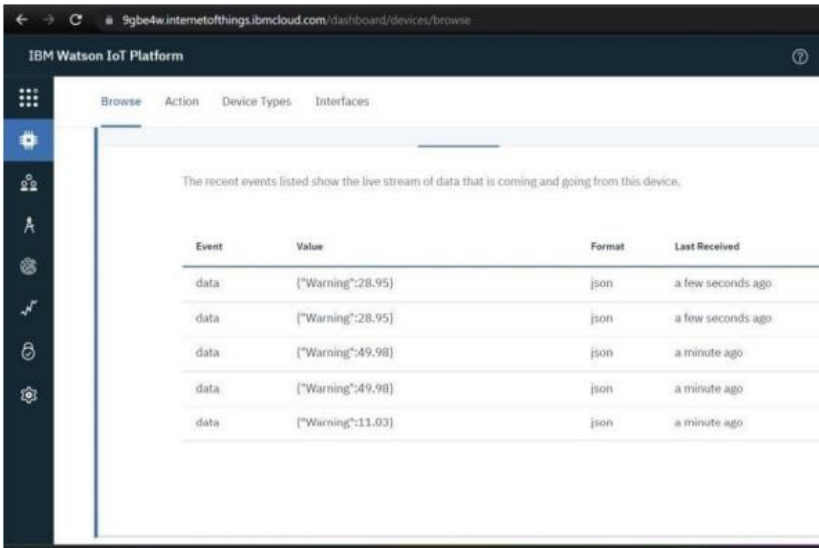 9gbe4w.internetofthings.ibmcloud.com/dashboard/devices/browse
IBM Watson IoT Platform
Browse Action Device Types Interfaces
The recent events listed show the live stream of data that is coming and going from this device.
Event Value Format Last Received
data {"Warning":28.95} json a few seconds ago
data {"Warning":28.95} json a few seconds ago
data {"Warning":49.98} json a minute ago
data {"Warning":49.98} json a minute ago
data {"Warning":11.03} json a minute ago